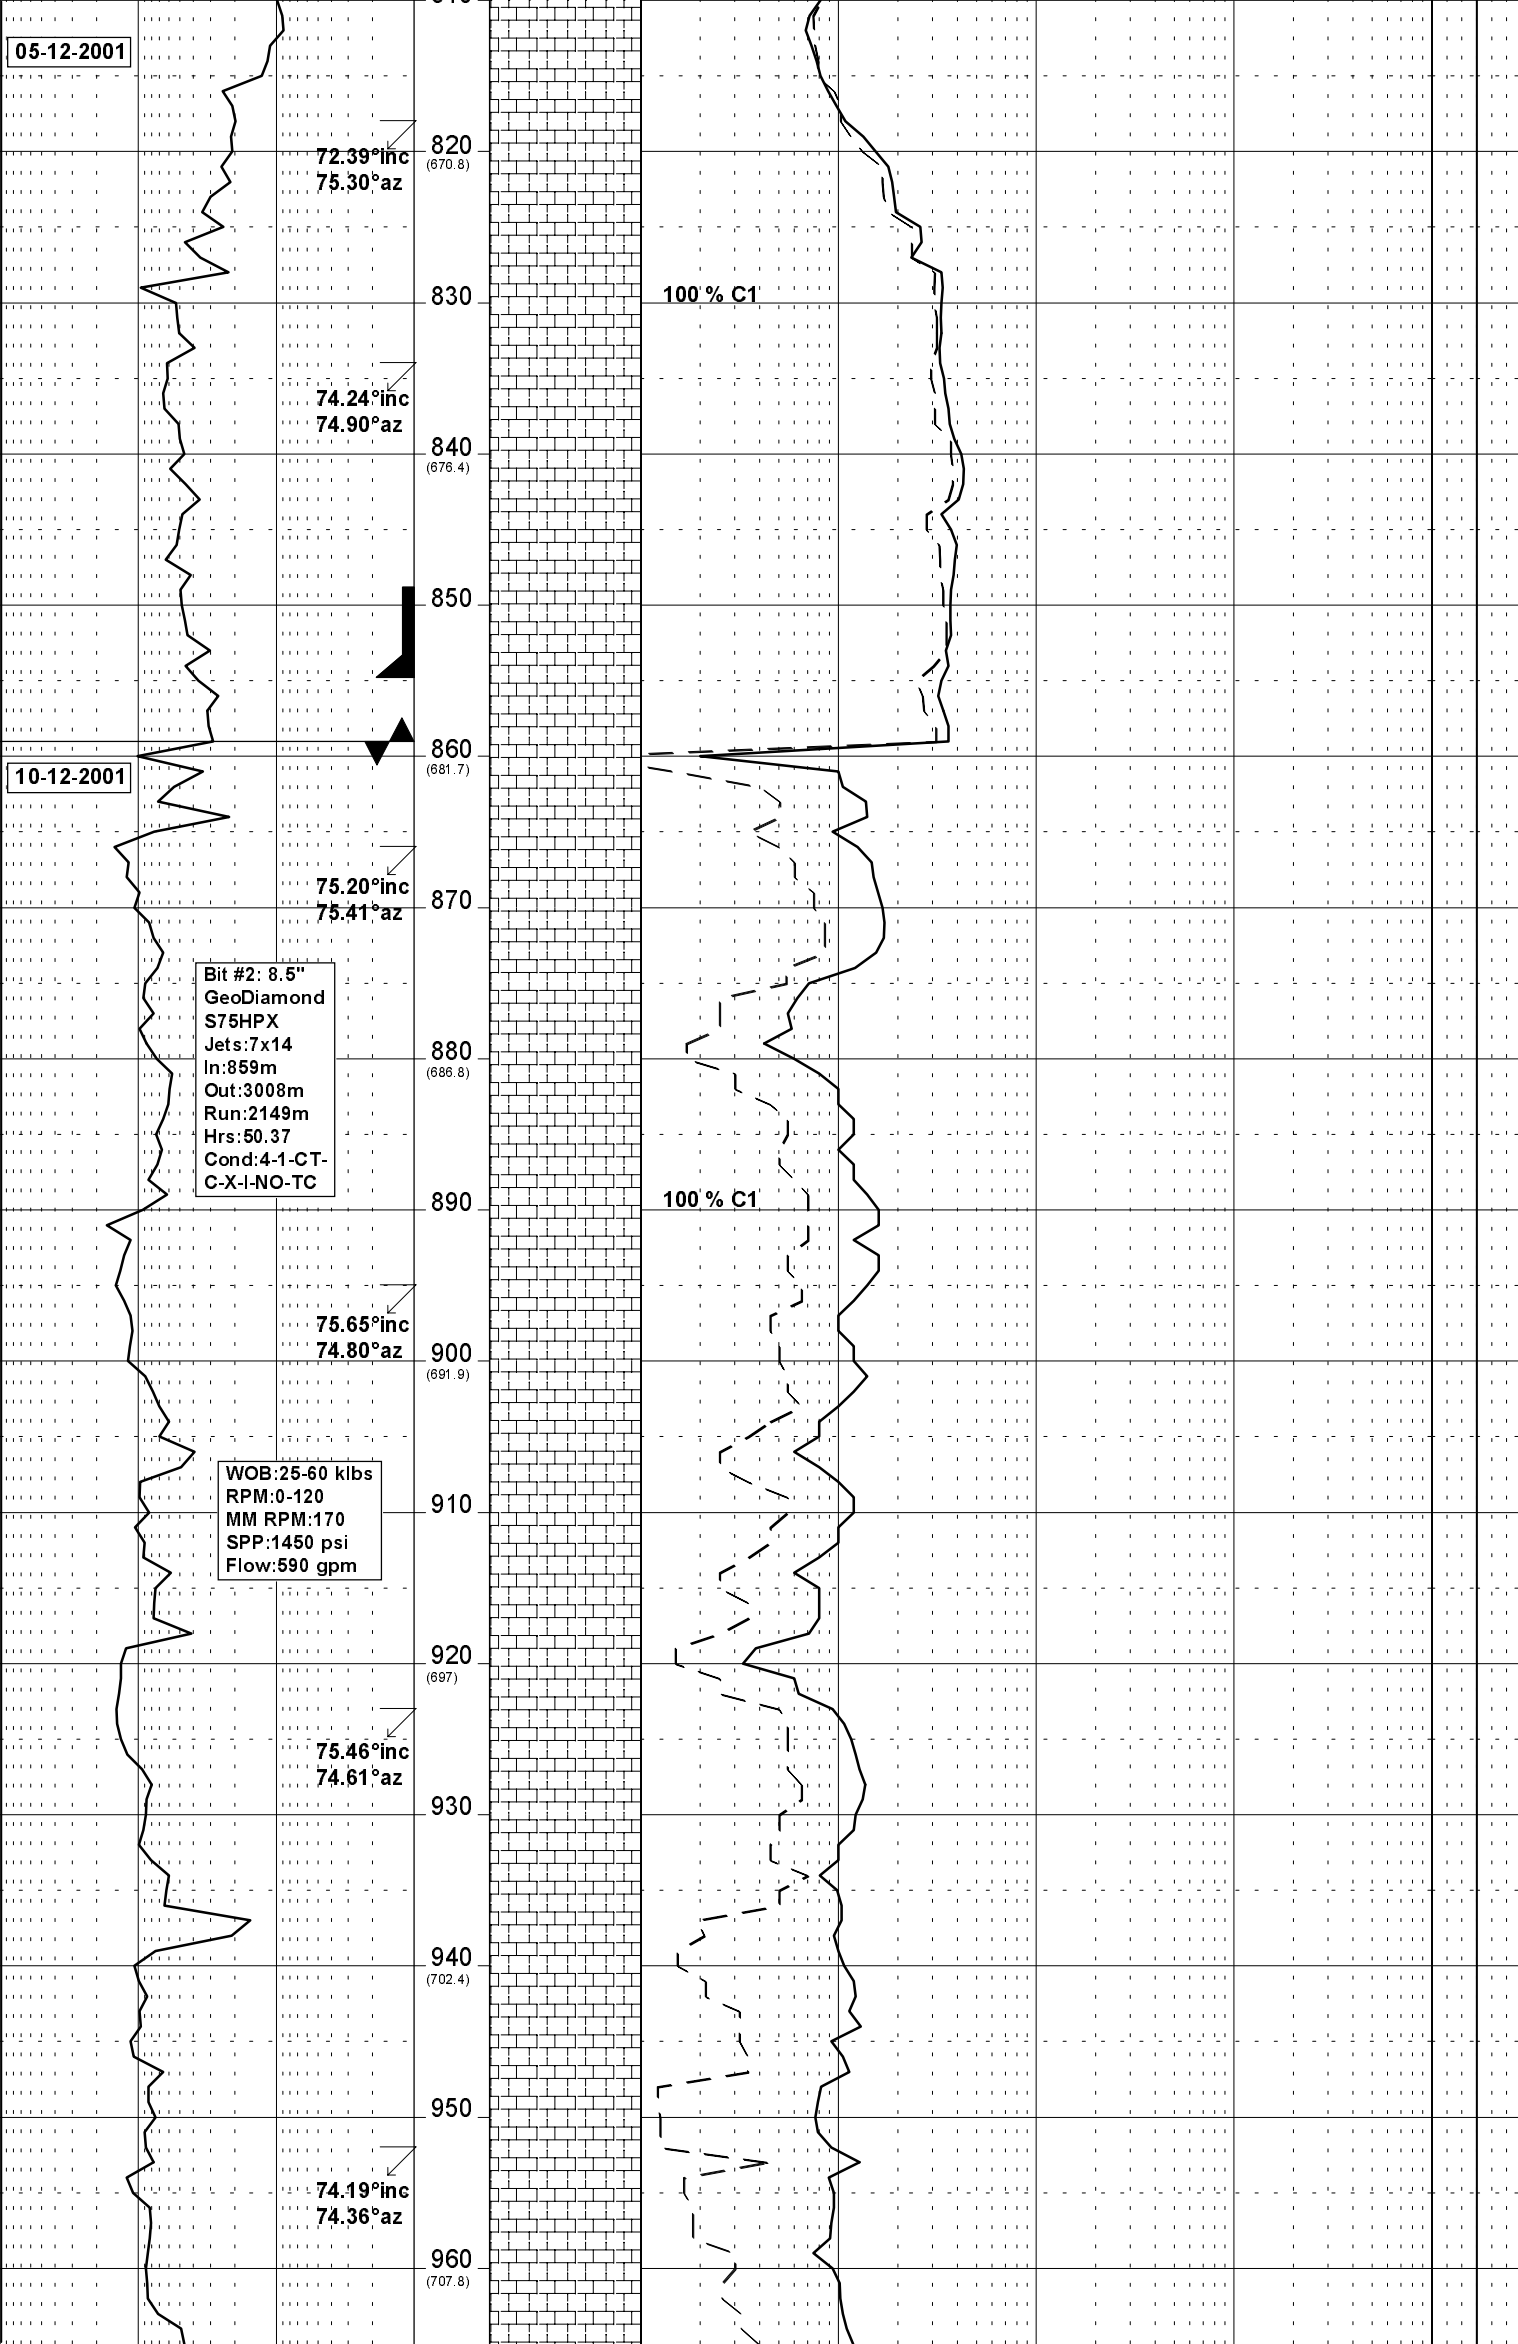 05-12-2001
72.39°inc
75.30°az
820
(670.8)
830
100 % C1
74.24°inc
74.90°az
840
(676.4)
850
860
(681.7)
10-12-2001
75.20°inc
75.41°az
870
Bit #2: 8.5"
GeoDiamond
S75HPX
Jets:7x14
In:859m
Out:3008m
Run:2149m
Hrs:50.37
Cond:4-1-CT-
C-X-I-NO-TC
880
(686.8)
890
100 % C1
75.65°inc
74.80°az
900
(691.9)
WOB:25-60 klbs
RPM:0-120
MM RPM:170
SPP:1450 psi
Flow:590 gpm
910
920
(697)
75.46°inc
74.61°az
930
940
(702.4)
950
74.19°inc
74.36°az
960
(707.8)